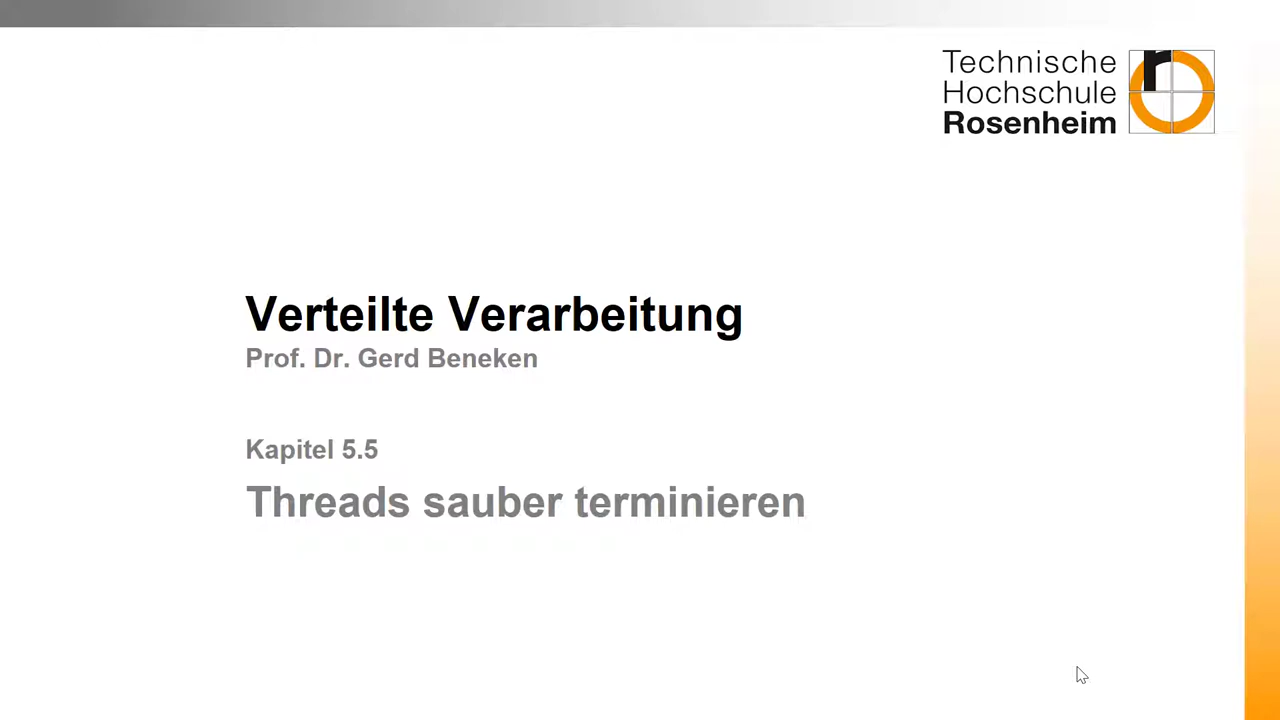 Technische
Hochschule
Rosenheim
Verteilte Verarbeitung
Prof. Dr. Gerd Beneken
Kapitel 5.5
Threads sauber terminieren